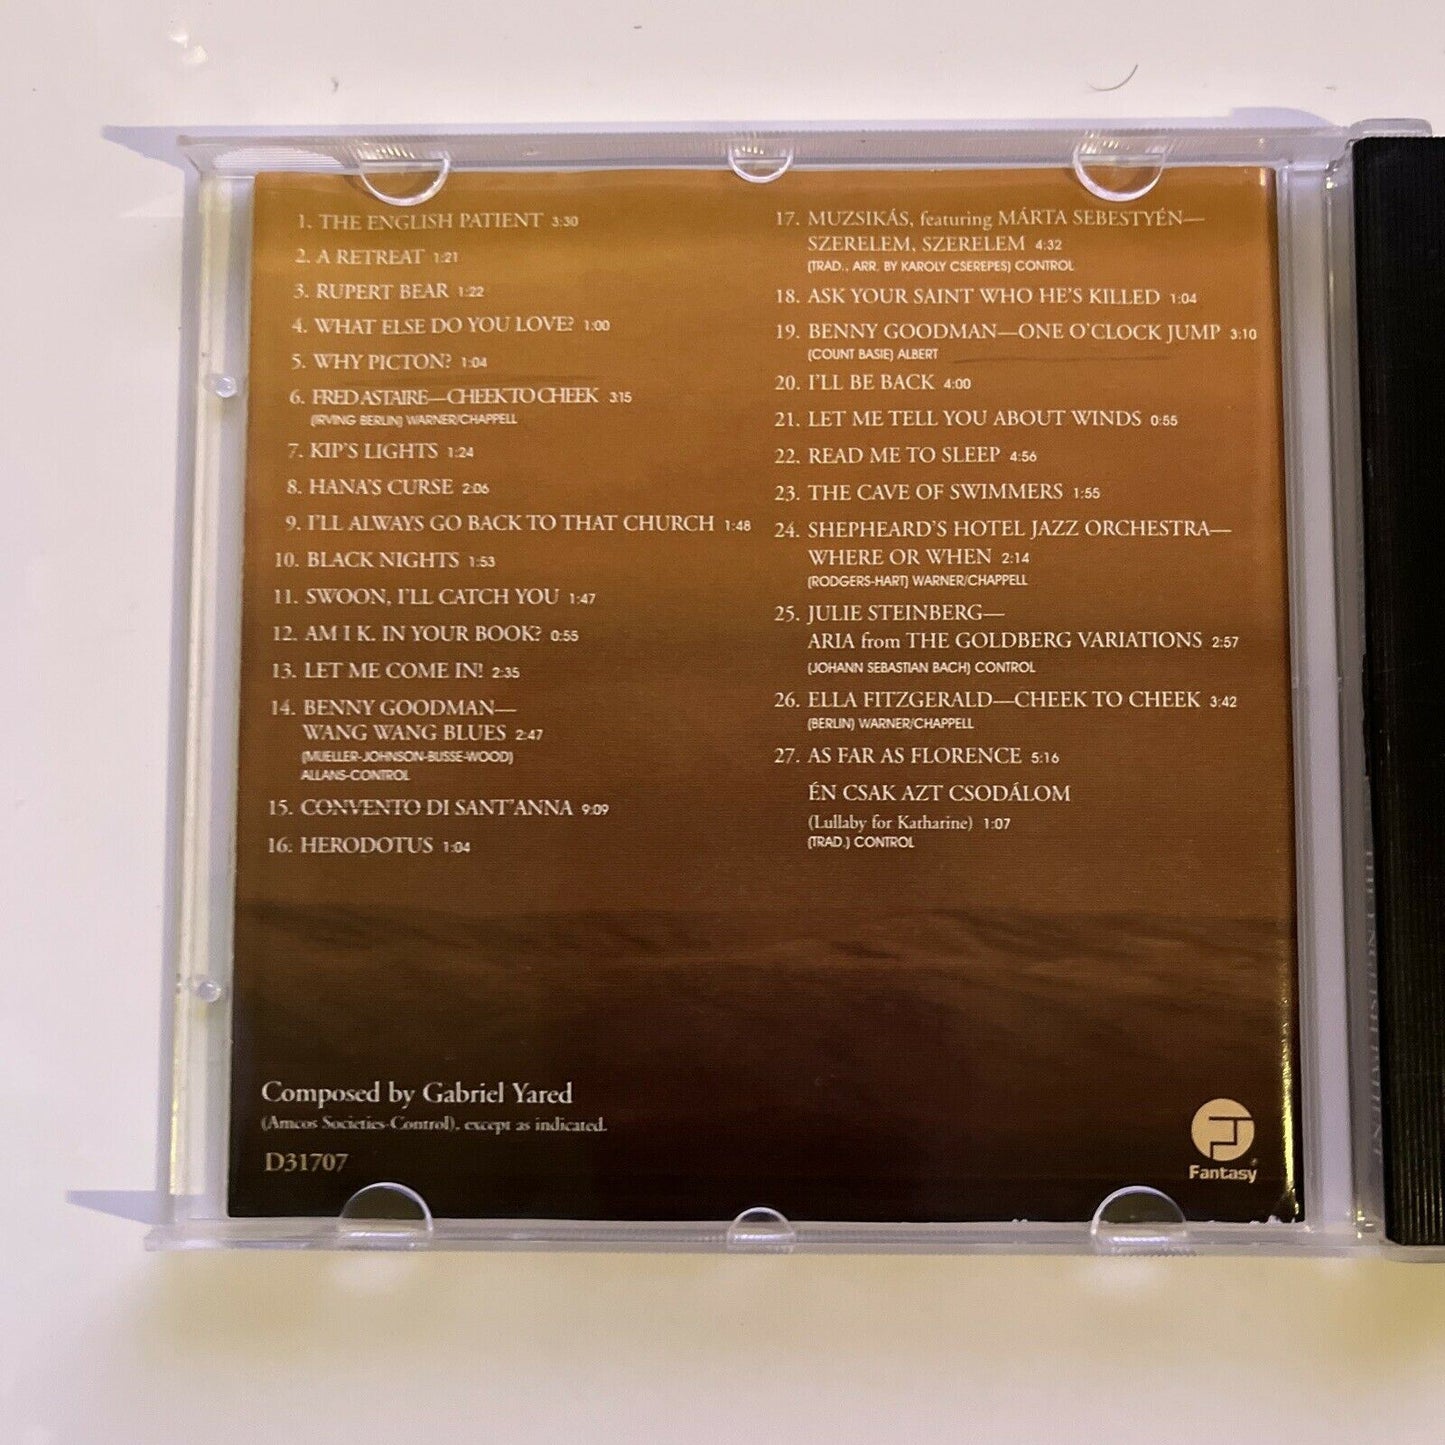 1. THE ENGLISH PATIENT 3:30
2. A RETREAT 1:21
3. RUPERT BEAR 1:22
4. WHAT ELSE DO YOU LOVE? 1:00
5. WHY PICTON? 1:04
6. FRED ASTAIRE—CHEEK TO CHEEK 3:15
(IRVING BERLIN) WARNER/CHAPPELL
7. KIP'S LIGHTS 1:24
8. HANA'S CURSE 2:06
9. I'LL ALWAYS GO BACK TO THAT CHURCH 1:48
10. BLACK NIGHTS 1:53
11. SWOON, I'LL CATCH YOU 1:47
12. AM I K. IN YOUR BOOK? 0:55
13. LET ME COME IN! 2:35
14. BENNY GOODMAN—
WANG WANG BLUES 2:47
(MUELLER-JOHNSON-BUSSE-WOOD)
ALLANS-CONTROL
15. CONVENTO DI SANT'ANNA 9:09
16. HERODOTUS 1:04
17. MUZSIKÁS, featuring MÁRTA SEBESTYÉN—
SZERELEM, SZERELEM 4:32
(TRAD., ARR. BY KAROLY CSEREPES) CONTROL
18. ASK YOUR SAINT WHO HE'S KILLED 1:04
19. BENNY GOODMAN—ONE O'CLOCK JUMP 3:10
(COUNT BASIE) ALBERT
20. I'LL BE BACK 4:00
21. LET ME TELL YOU ABOUT WINDS 0:55
22. READ ME TO SLEEP 4:56
23. THE CAVE OF SWIMMERS 1:55
24. SHEPHEARD'S HOTEL JAZZ ORCHESTRA—
WHERE OR WHEN 2:14
(RODGERS-HART) WARNER/CHAPPELL
25. JULIE STEINBERG—
ARIA from THE GOLDBERG VARIATIONS 2:57
(JOHANN SEBASTIAN BACH) CONTROL
26. ELLA FITZGERALD—CHEEK TO CHEEK 3:42
(BERLIN) WARNER/CHAPPELL
27. AS FAR AS FLORENCE 5:16
ÉN CSAK AZT CSODÁLOM
(Lullaby for Katharine) 1:07
(TRAD.) CONTROL
Composed by Gabriel Yared
(Amcos Societies-Control), except as indicated.
D31707
Fantasy